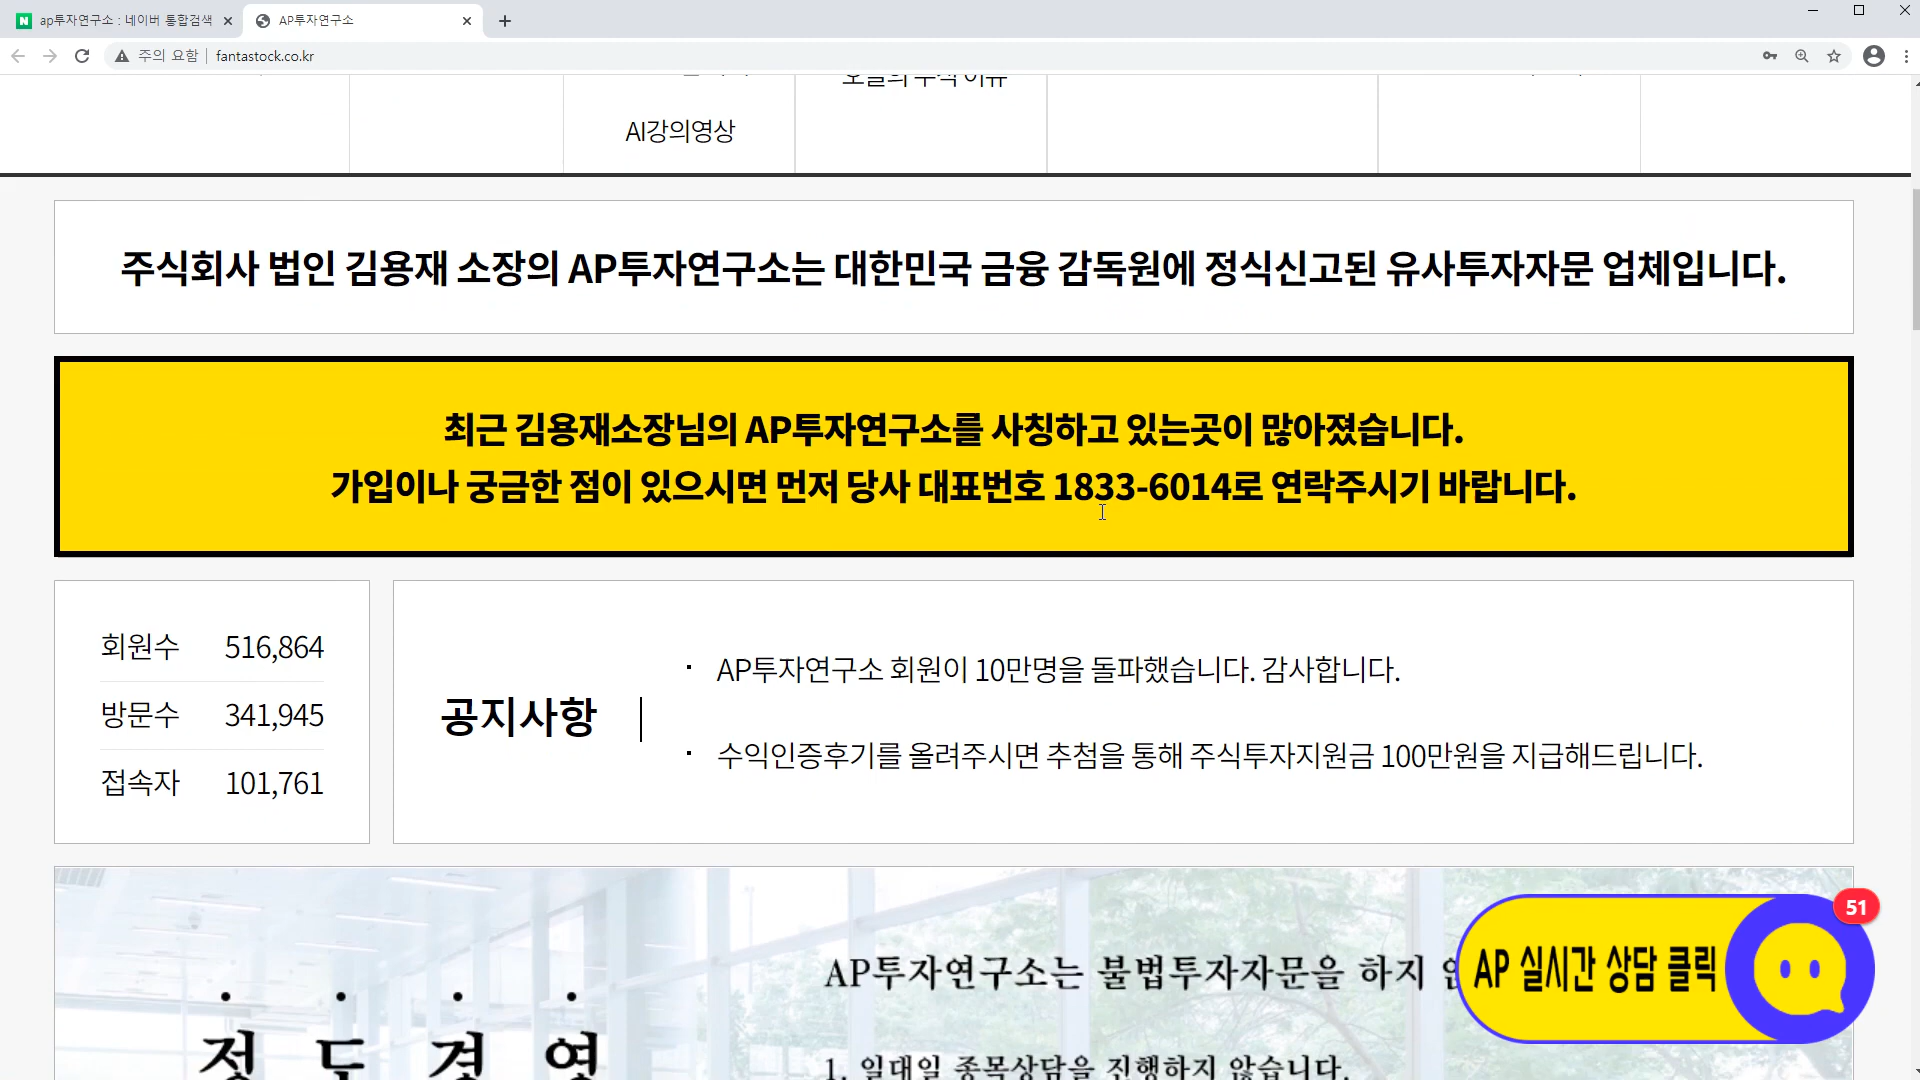 ap투자연구소 : 네이버 통합검색
AP투자연구소
주의 요함
fantastock.co.kr
오늘의 주식 이슈
AI강의영상
주식회사 법인 김용재 소장의 AP투자연구소는 대한민국 금융 감독원에 정식신고된 유사투자자문 업체입니다.
최근 김용재소장님의 AP투자연구소를 사칭하고 있는곳이 많아졌습니다.
가입이나 궁금한 점이 있으시면 먼저 당사 대표번호 1833-6014로 연락주시기 바랍니다.
회원수 516,864
방문수 341,945
접속자 101,761
공지사항
· AP투자연구소 회원이 10만명을 돌파했습니다. 감사합니다.
· 수익인증후기를 올려주시면 추첨을 통해 주식투자지원금 100만원을 지급해드립니다.
51
AP 실시간 상담 클릭
AP투자연구소는 불법투자자문을 하지
정도경영
1. 일대일 종목상담을 진행하지 않습니다.